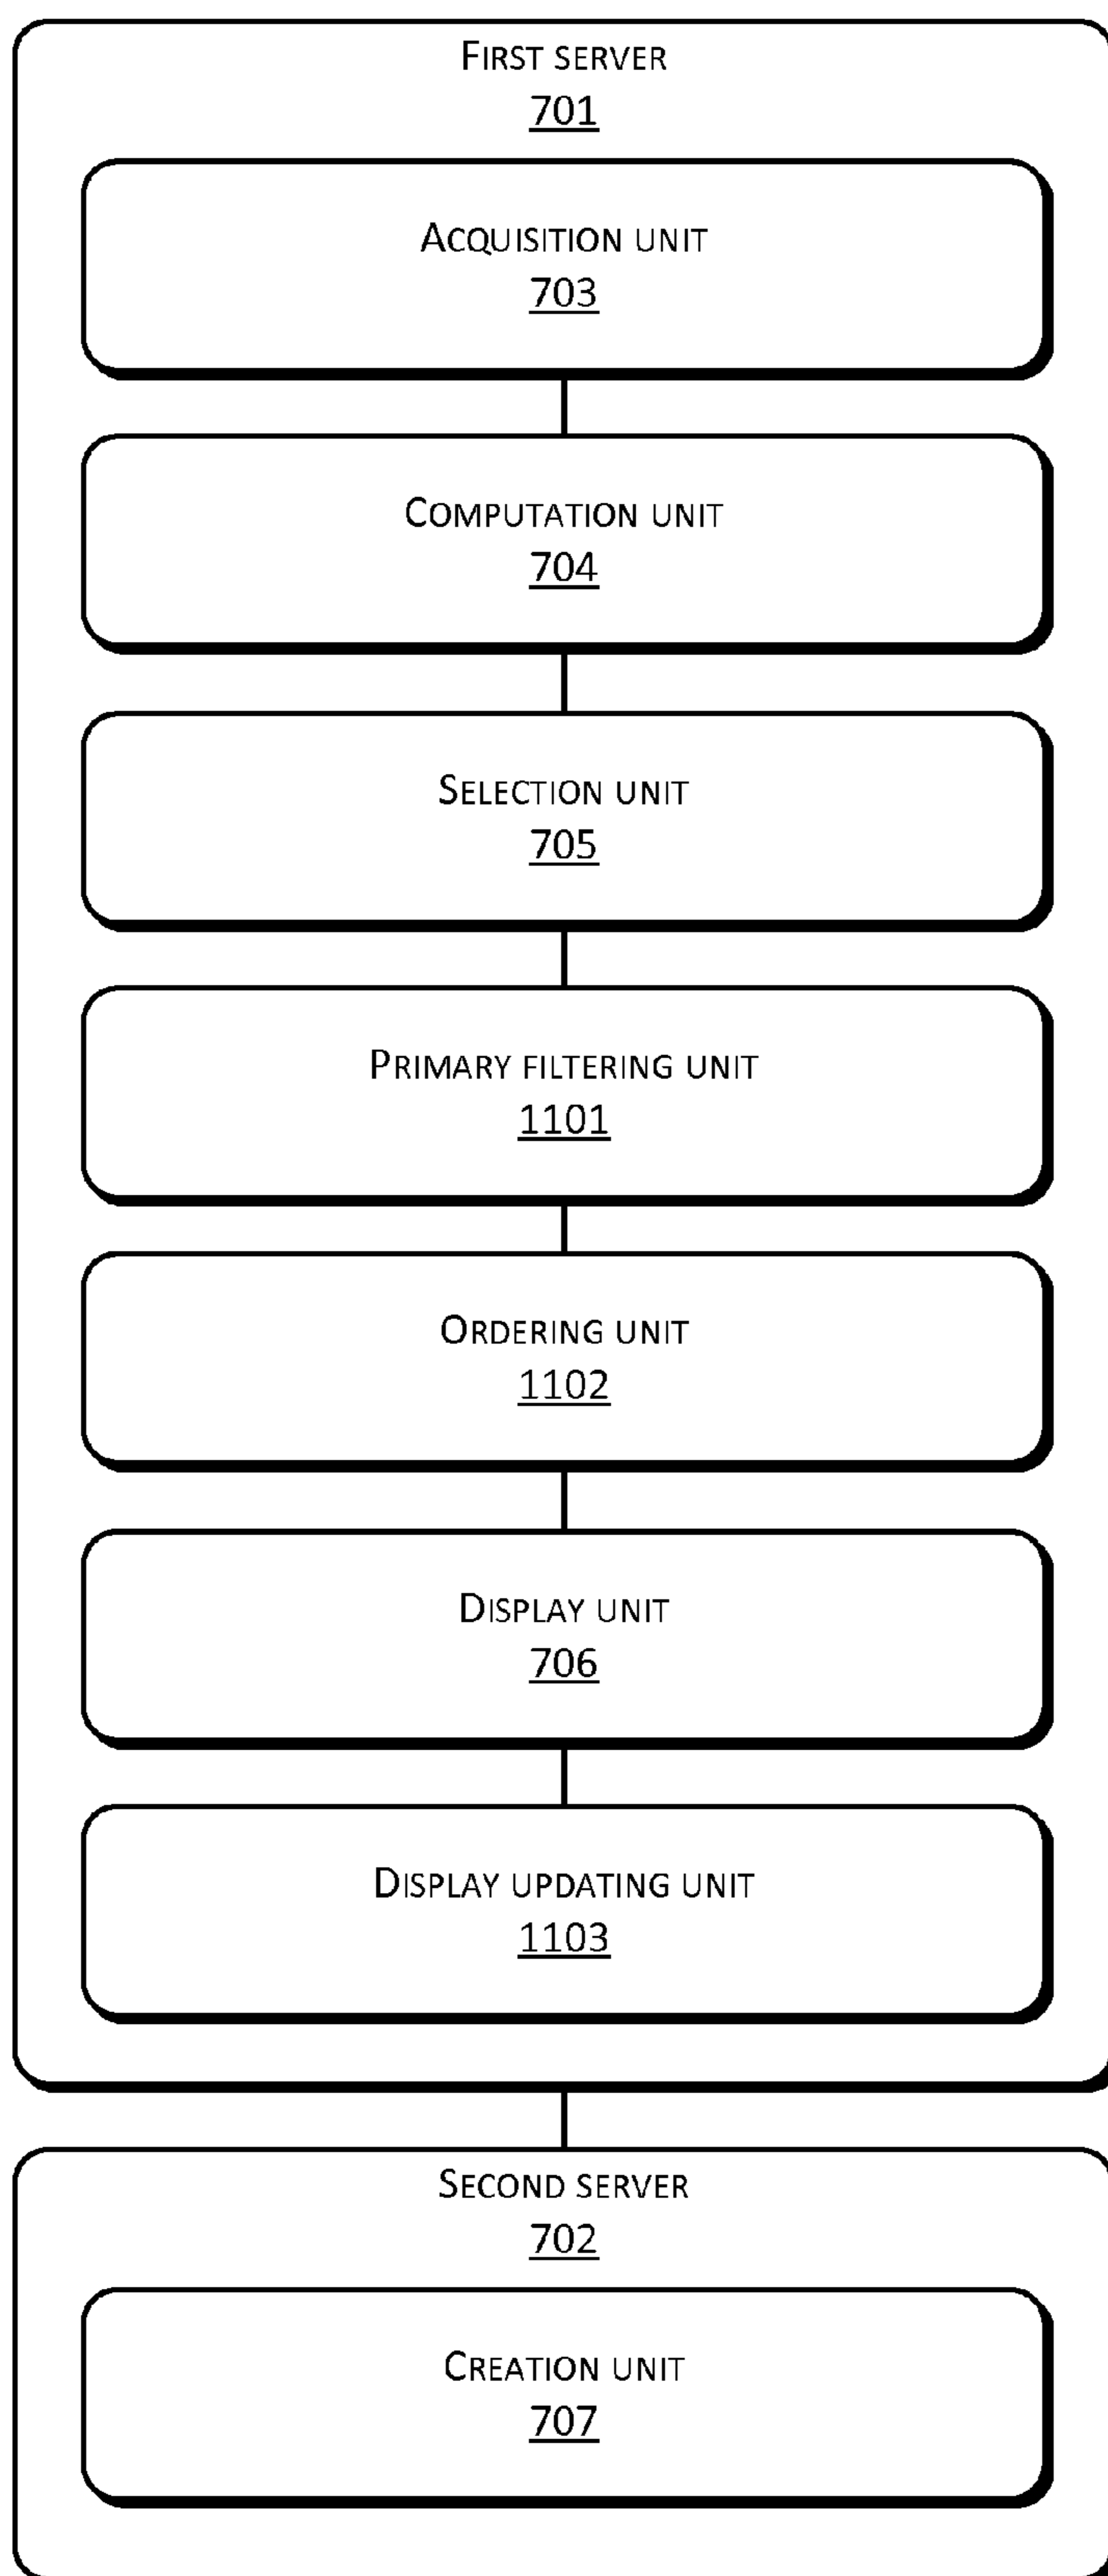 First server
701
Acquisition unit
703
Computation unit
704
Selection unit
705
Primary filtering unit
1101
Ordering unit
1102
Display unit
706
Display updating unit
1103
Second server
702
Creation unit
707